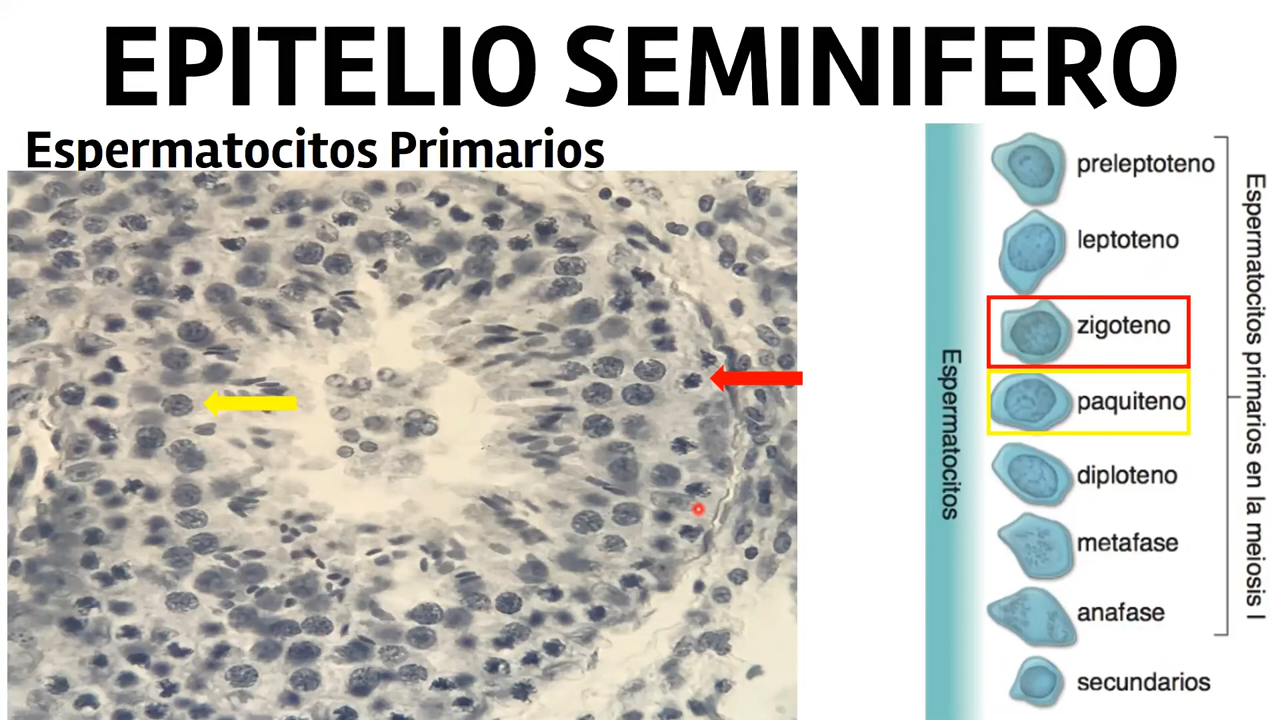 EPITELIO SEMINIFERO
Espermatocitos Primarios
preleptoteno
leptoteno
zigoteno
paquiteno
diploteno
metafase
anafase
secundarios
Espermatocitos
Espermatocitos primarios en la meiosis I